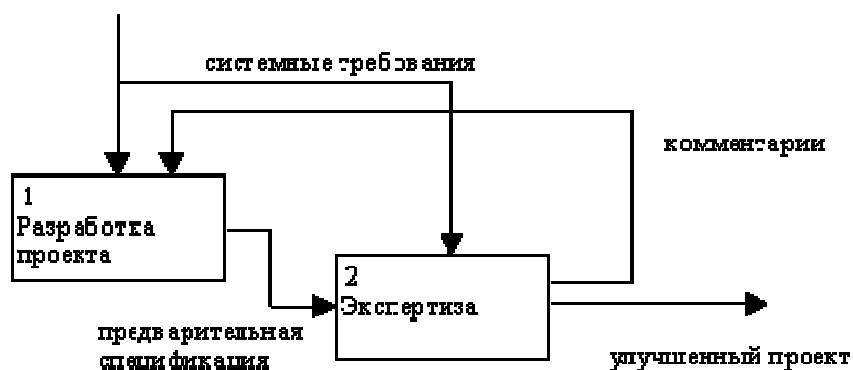 системные требования
комментарии
1
Разработка
проекта
2
Экспертиза
предварительная
спецификация
улучшенный проект